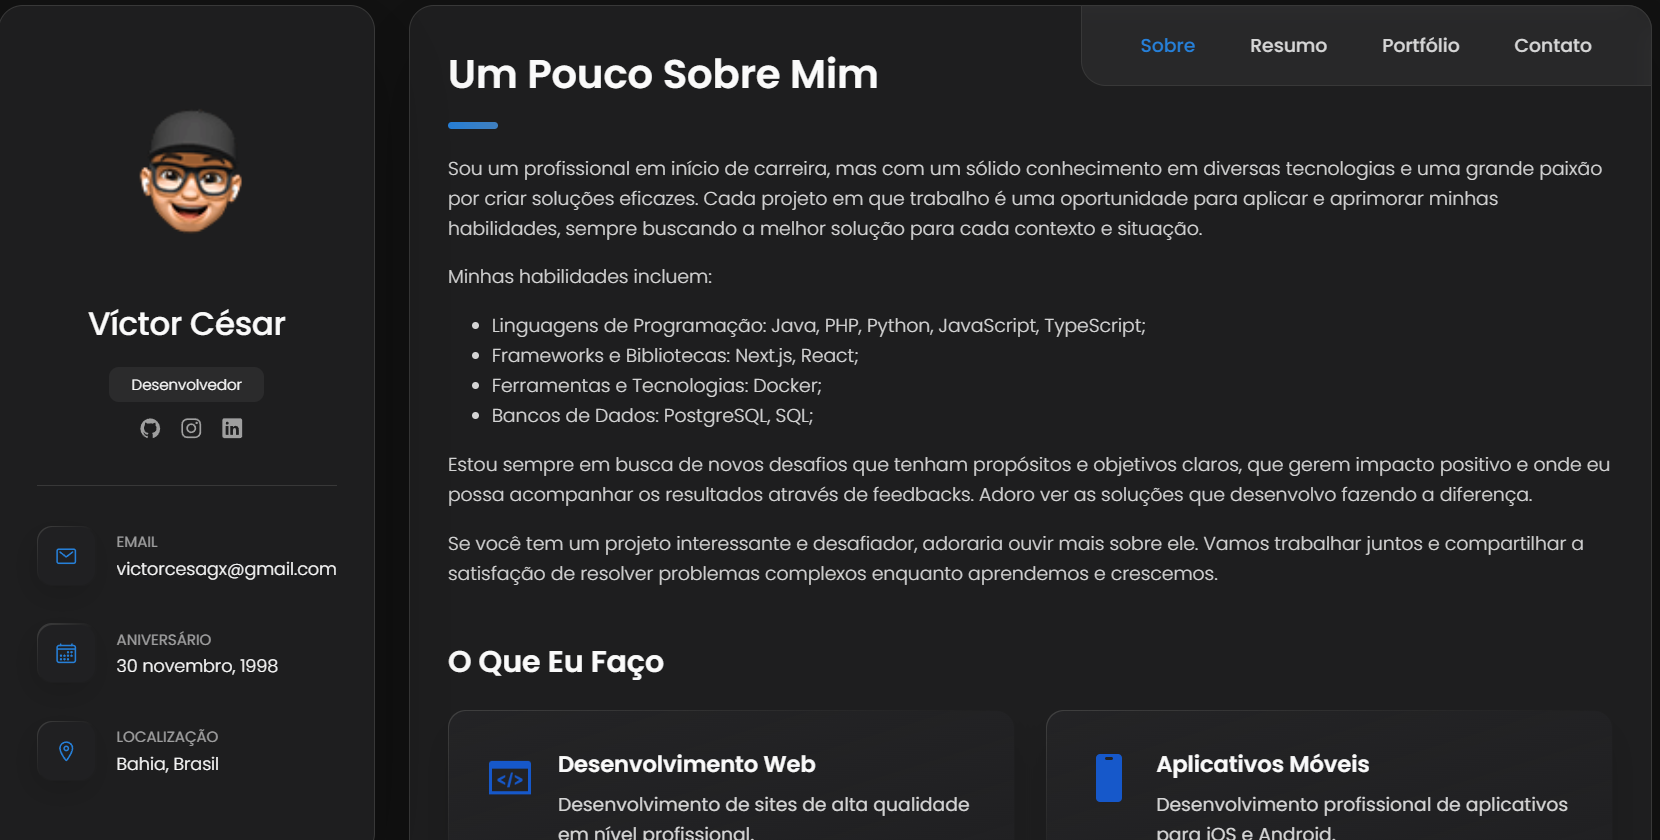 Víctor César
Desenvolvedor
EMAIL
victorcesagx@gmail.com
ANIVERSÁRIO
30 novembro, 1998
LOCALIZAÇÃO
Bahia, Brasil
Sobre Resumo Portfólio Contato
Um Pouco Sobre Mim
Sou um profissional em início de carreira, mas com um sólido conhecimento em diversas tecnologias e uma grande paixão
por criar soluções eficazes. Cada projeto em que trabalho é uma oportunidade para aplicar e aprimorar minhas
habilidades, sempre buscando a melhor solução para cada contexto e situação.
Minhas habilidades incluem:
• Linguagens de Programação: Java, PHP, Python, JavaScript, TypeScript;
• Frameworks e Bibliotecas: Next.js, React;
• Ferramentas e Tecnologias: Docker;
• Bancos de Dados: PostgreSQL, SQL;
Estou sempre em busca de novos desafios que tenham propósitos e objetivos claros, que gerem impacto positivo e onde eu
possa acompanhar os resultados através de feedbacks. Adoro ver as soluções que desenvolvo fazendo a diferença.
Se você tem um projeto interessante e desafiador, adoraria ouvir mais sobre ele. Vamos trabalhar juntos e compartilhar a
satisfação de resolver problemas complexos enquanto aprendemos e crescemos.
O Que Eu Faço
Desenvolvimento Web
Desenvolvimento de sites de alta qualidade
em nível profissional.
Aplicativos Móveis
Desenvolvimento profissional de aplicativos
para iOS e Android.